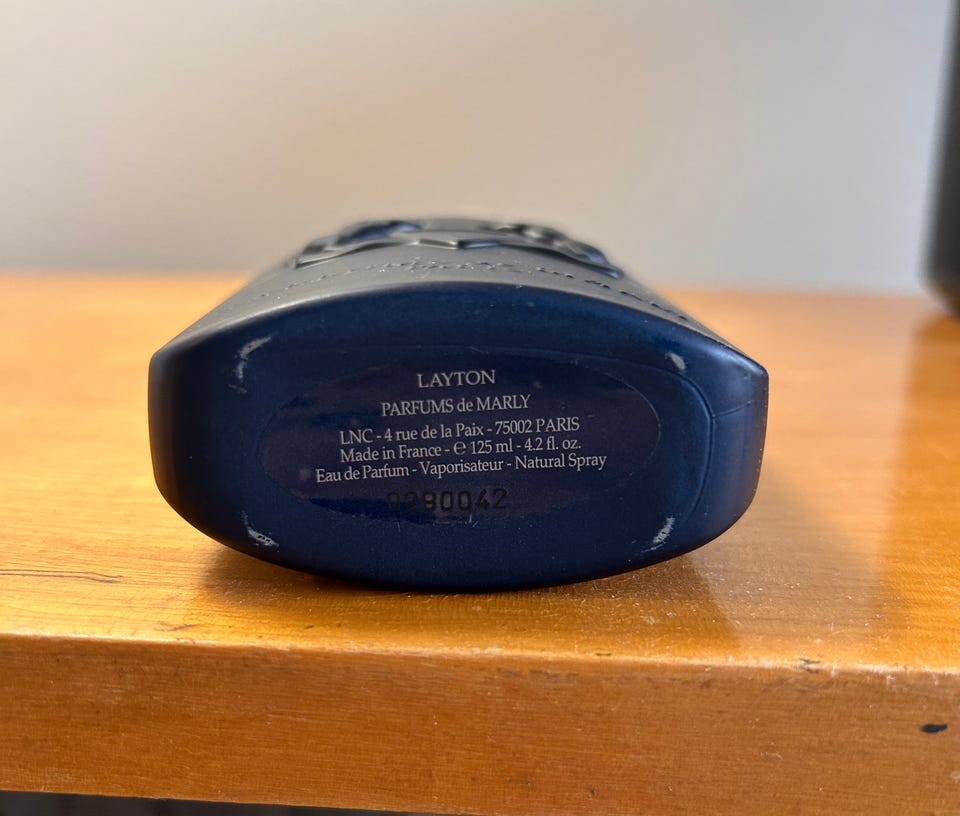 LAYTON
PARFUMS de MARLY
LNC - 4 rue de la Paix - 75002 PARIS
Made in France - ℮ 125 ml - 4.2 fl. oz.
Eau de Parfum - Vaporisateur - Natural Spray